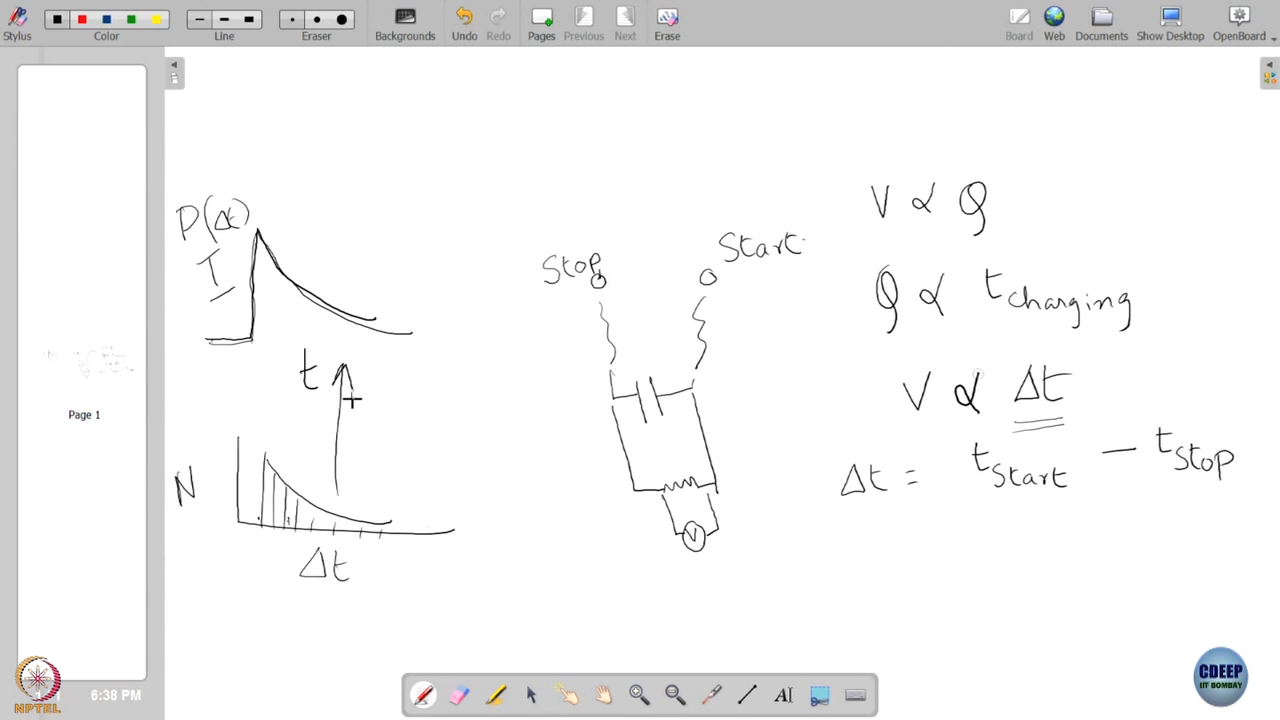 Stylus
Color
Line
Eraser
Backgrounds
Undo
Redo
Pages
Previous
Next
Erase
Board
Web
Documents
Show Desktop
OpenBoard
P(Δt)
I
t
N
Δt
Stop
Start
V
V ∝ Q
Q ∝ t charging
V ∝ Δt
Δt = t Start − t Stop
Page 1
6:38 PM
NPTEL
CDEEP
IIT BOMBAY